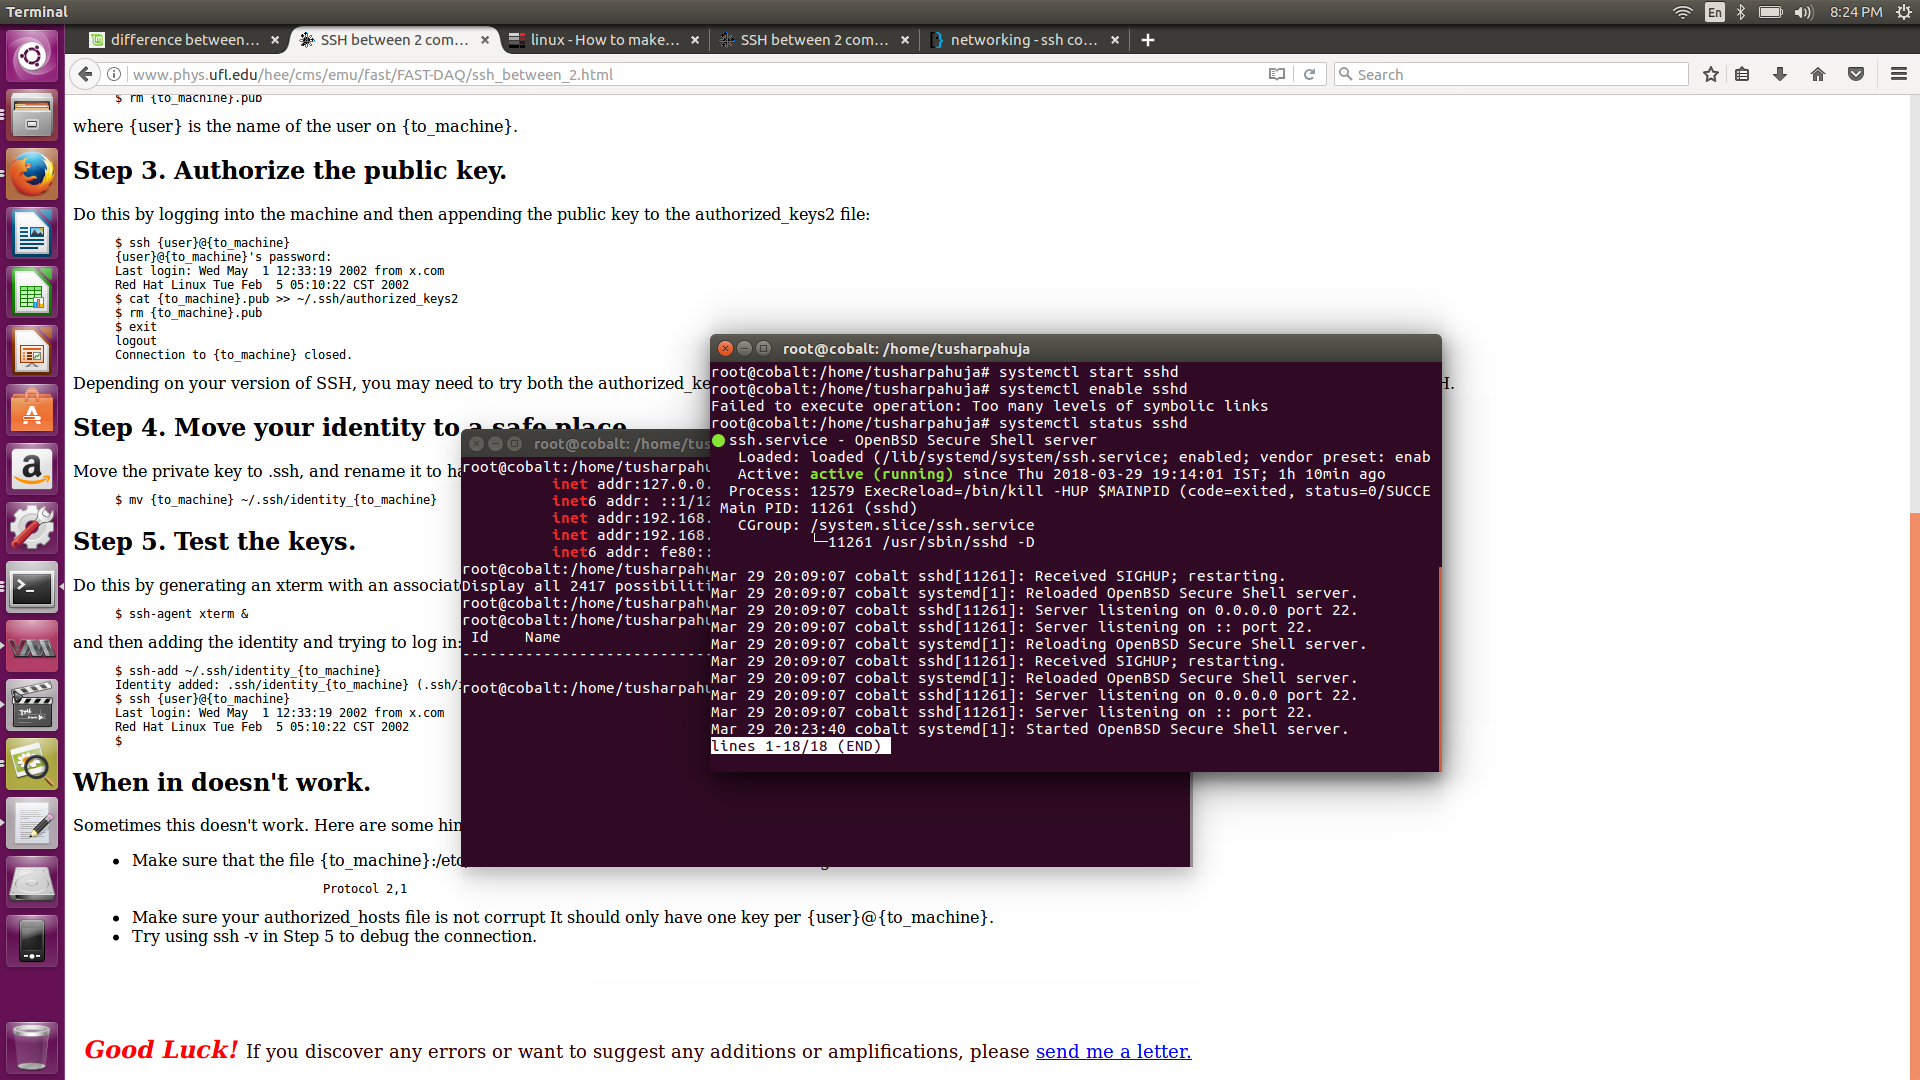 Terminal
En
8:24 PM
difference between...
SSH between 2 com...
linux - How to make...
SSH between 2 com...
networking - ssh co...
www.phys.ufl.edu/hee/cms/emu/fast/FAST-DAQ/ssh_between_2.html
Search
$ rm {to_machine}.pub
where {user} is the name of the user on {to_machine}.
Step 3. Authorize the public key.
Do this by logging into the machine and then appending the public key to the authorized_keys2 file:
$ ssh {user}@{to_machine}
{user}@{to_machine}'s password:
Last login: Wed May  1 12:33:19 2002 from x.com
Red Hat Linux Tue Feb  5 05:10:22 CST 2002
$ cat {to_machine}.pub >> ~/.ssh/authorized_keys2
$ rm {to_machine}.pub
$ exit
logout
Connection to {to_machine} closed.
Depending on your version of SSH, you may need to try both the authorized_ke
H.
Step 4. Move your identity to a safe place
Move the private key to .ssh, and rename it to ha
$ mv {to_machine} ~/.ssh/identity_{to_machine}
Step 5. Test the keys.
Do this by generating an xterm with an associate
$ ssh-agent xterm &
and then adding the identity and trying to log in:
$ ssh-add ~/.ssh/identity_{to_machine}
Identity added: .ssh/identity_{to_machine} (.ssh/
$ ssh {user}@{to_machine}
Last login: Wed May  1 12:33:19 2002 from x.com
Red Hat Linux Tue Feb  5 05:10:22 CST 2002
$
When in doesn't work.
Sometimes this doesn't work. Here are some hin
• Make sure that the file {to_machine}:/etc
Protocol 2,1
• Make sure your authorized_hosts file is not corrupt It should only have one key per {user}@{to_machine}.
• Try using ssh -v in Step 5 to debug the connection.
Good Luck! If you discover any errors or want to suggest any additions or amplifications, please send me a letter.
root@cobalt: /home/tus
root@cobalt:/home/tusharpahu
inet addr:127.0.0.
inet6 addr: ::1/12
inet addr:192.168.
inet addr:192.168.
inet6 addr: fe80::
root@cobalt:/home/tusharpahu
Display all 2417 possibiliti
root@cobalt:/home/tusharpahu
root@cobalt:/home/tusharpahu
Id    Name
----------------------------
root@cobalt:/home/tusharpahu
root@cobalt: /home/tusharpahuja
root@cobalt:/home/tusharpahuja# systemctl start sshd
root@cobalt:/home/tusharpahuja# systemctl enable sshd
Failed to execute operation: Too many levels of symbolic links
root@cobalt:/home/tusharpahuja# systemctl status sshd
● ssh.service - OpenBSD Secure Shell server
Loaded: loaded (/lib/systemd/system/ssh.service; enabled; vendor preset: enab
Active: active (running) since Thu 2018-03-29 19:14:01 IST; 1h 10min ago
Process: 12579 ExecReload=/bin/kill -HUP $MAINPID (code=exited, status=0/SUCCE
Main PID: 11261 (sshd)
CGroup: /system.slice/ssh.service
└─11261 /usr/sbin/sshd -D
Mar 29 20:09:07 cobalt sshd[11261]: Received SIGHUP; restarting.
Mar 29 20:09:07 cobalt systemd[1]: Reloaded OpenBSD Secure Shell server.
Mar 29 20:09:07 cobalt sshd[11261]: Server listening on 0.0.0.0 port 22.
Mar 29 20:09:07 cobalt sshd[11261]: Server listening on :: port 22.
Mar 29 20:09:07 cobalt systemd[1]: Reloading OpenBSD Secure Shell server.
Mar 29 20:09:07 cobalt sshd[11261]: Received SIGHUP; restarting.
Mar 29 20:09:07 cobalt systemd[1]: Reloaded OpenBSD Secure Shell server.
Mar 29 20:09:07 cobalt sshd[11261]: Server listening on 0.0.0.0 port 22.
Mar 29 20:09:07 cobalt sshd[11261]: Server listening on :: port 22.
Mar 29 20:23:40 cobalt systemd[1]: Started OpenBSD Secure Shell server.
lines 1-18/18 (END)